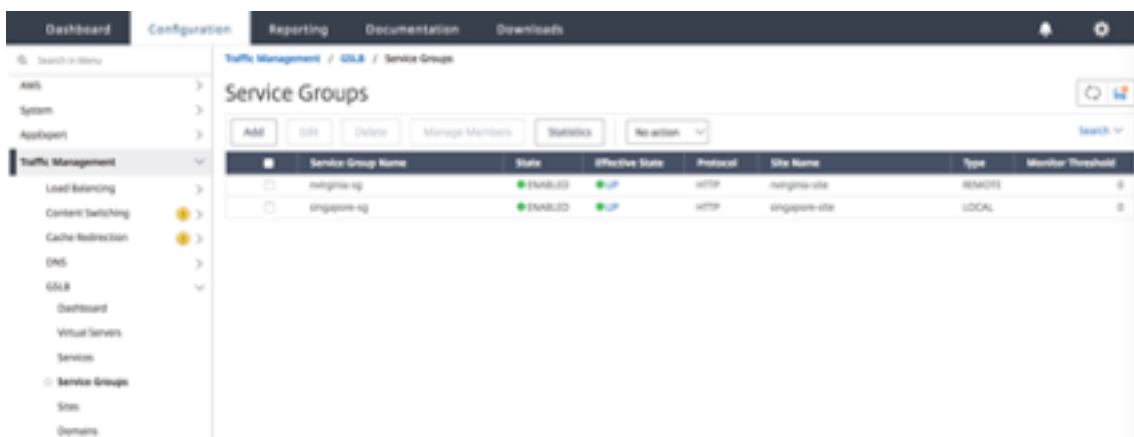 Dashboard Configuration Reporting Documentation Downloads
Search in Menu
AWS
System
AppExpert
Traffic Management
Load Balancing
Content Switching
Cache Redirection
DNS
GSLB
Dashboard
Virtual Servers
Services
Service Groups
Sites
Domains
Traffic Management / GSLB / Service Groups
Service Groups
Add Edit Delete Manage Members Statistics No action Search
Service Group Name State Effective State Protocol Site Name Type Monitor Threshold
nvirginia-sg ENABLED UP HTTP nvirginia-site REMOTE 0
singapore-sg ENABLED UP HTTP singapore-site LOCAL 0